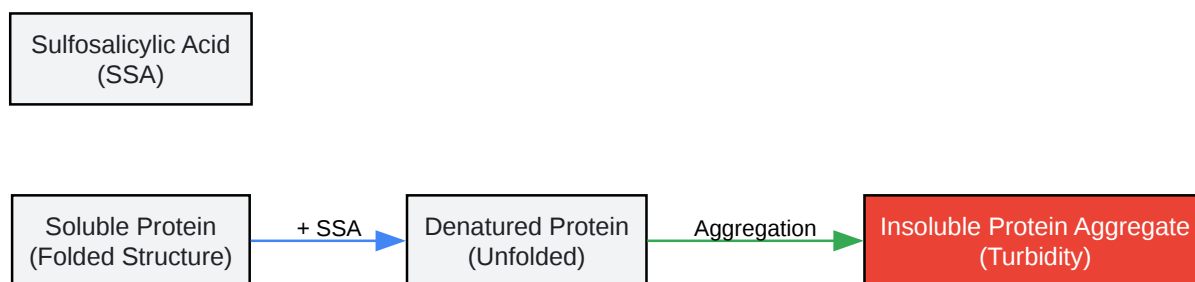 Sulfosalicylic Acid
(SSA)
Soluble Protein
(Folded Structure)
+ SSA
Denatured Protein
(Unfolded)
Aggregation
Insoluble Protein Aggregate
(Turbidity)